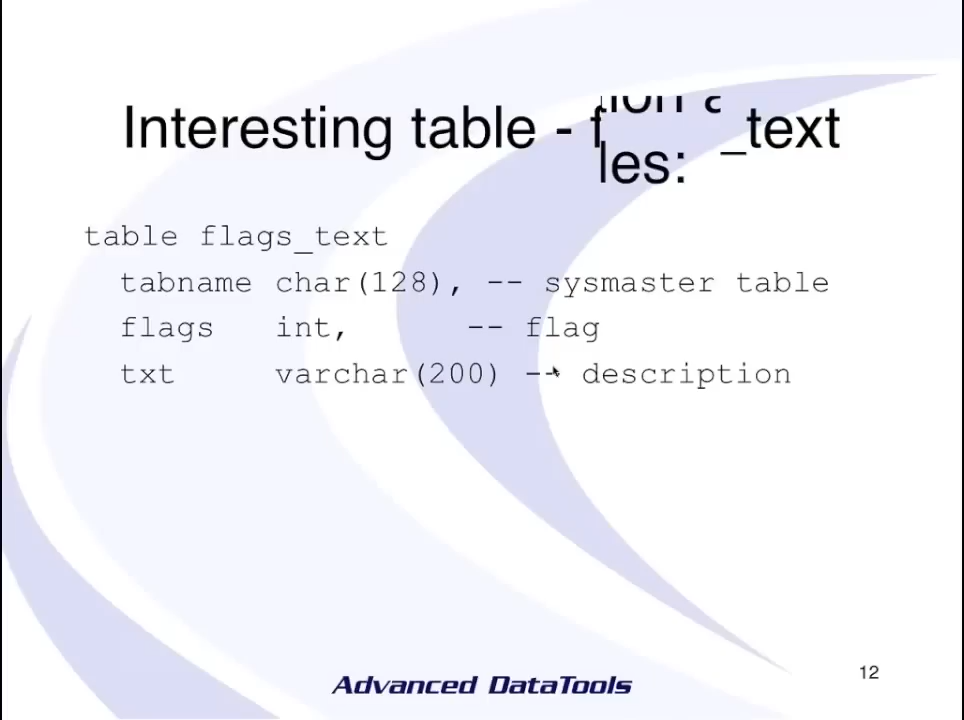 Interesting table - f _text
les:
table flags_text
tabname char(128), -- sysmaster table
flags int, -- flag
txt varchar(200) -- description
Advanced DataTools
12